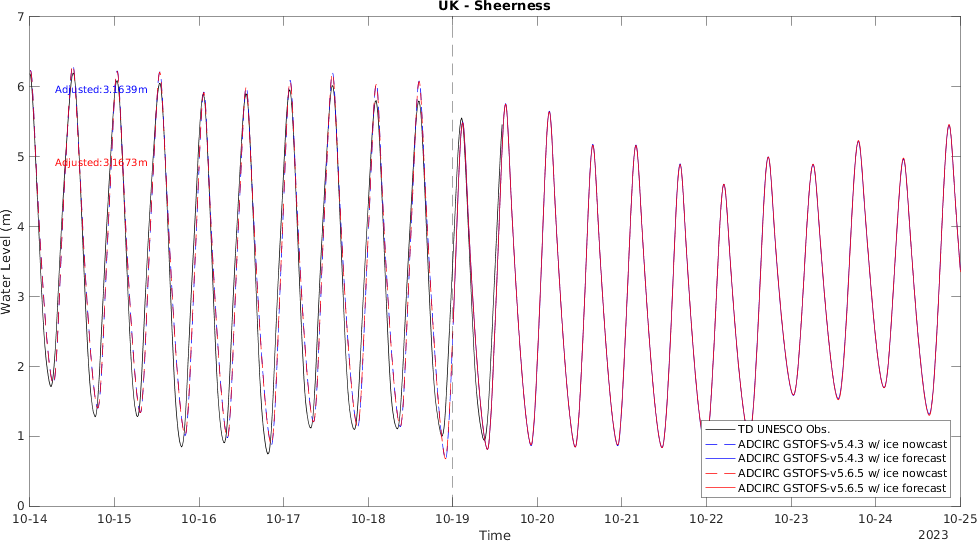 UK - Sheerness
7
6
5
4
3
2
1
0
Water Level (m)
Adjusted:3.1639m
Adjusted:3.1673m
TD UNESCO Obs.
ADCIRC GSTOFS-v5.4.3 w/ ice nowcast
ADCIRC GSTOFS-v5.4.3 w/ ice forecast
ADCIRC GSTOFS-v5.6.5 w/ ice nowcast
ADCIRC GSTOFS-v5.6.5 w/ ice forecast
10-14 10-15 10-16 10-17 10-18 10-19 10-20 10-21 10-22 10-23 10-24 10-25
Time
2023